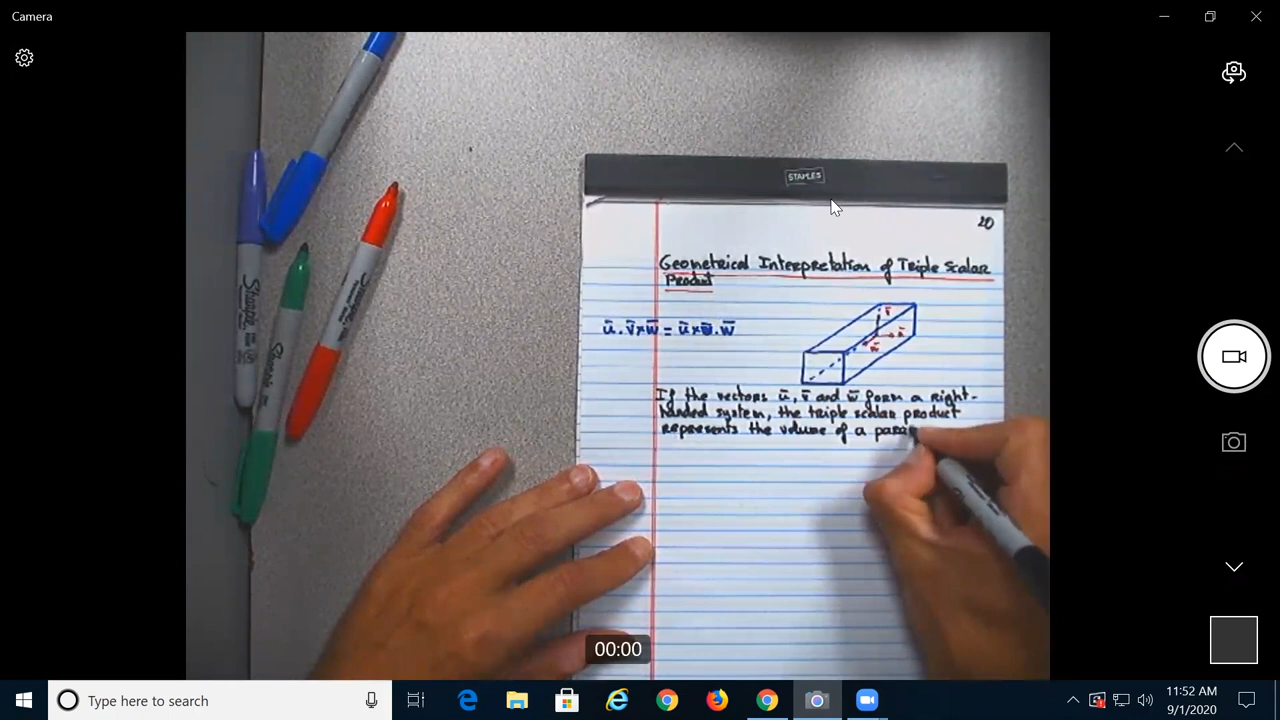 Camera
STAPLES
20
Geometrical Interpretation of Triple Scalar
Product
ū . v̄ × w̄ = ū × v̄ . w̄
v̄
ū
w̄
If the vectors ū, v̄ and w̄ form a right-
handed system, the triple scalar product
represents the volume of a para
Sharpie
Sharpie
00:00
Type here to search
11:52 AM
9/1/2020